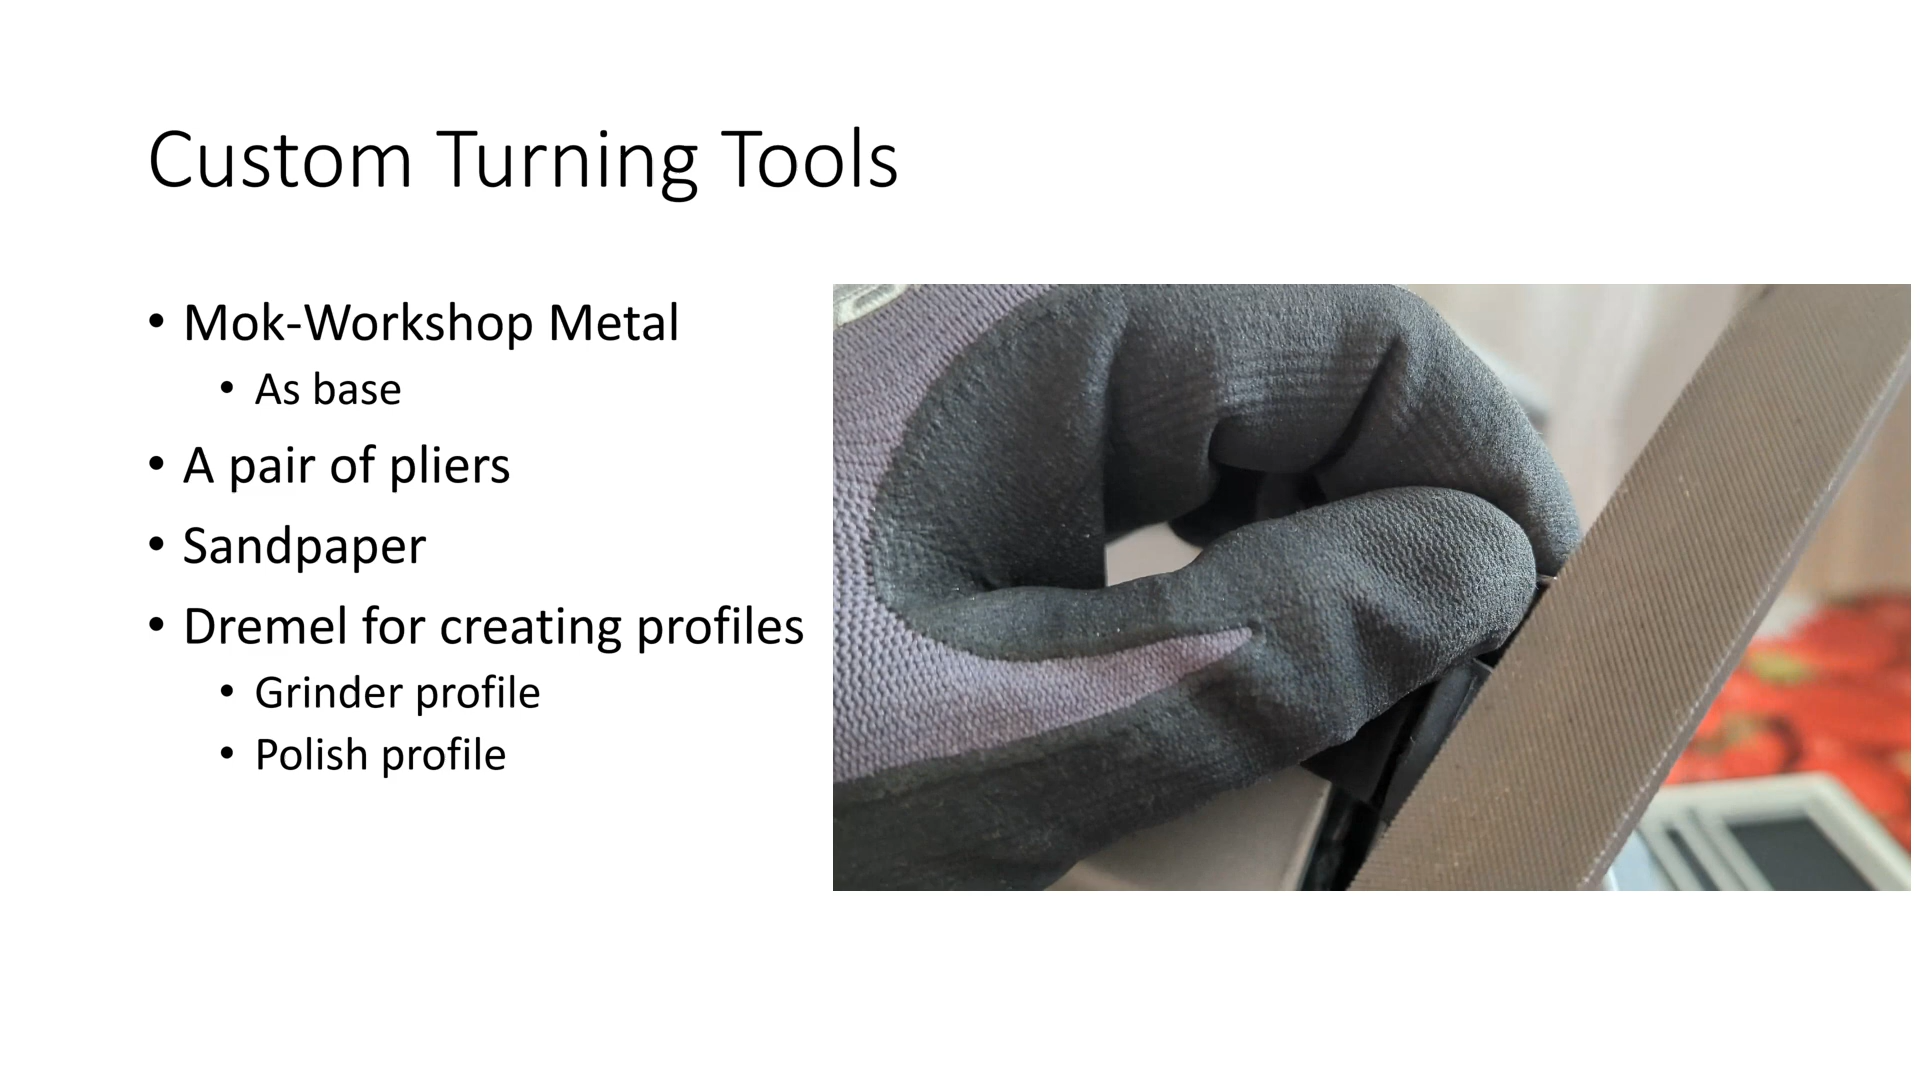 Custom Turning Tools
• Mok-Workshop Metal
• As base
• A pair of pliers
• Sandpaper
• Dremel for creating profiles
• Grinder profile
• Polish profile